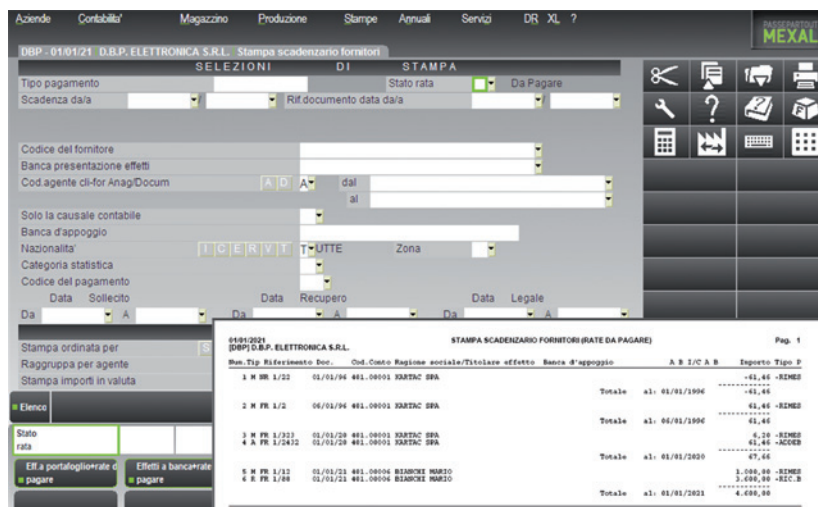 Aziende Contabilita' Magazzino Produzione Stampe Annuali Servizi DR XL ?
PASSEPARTOUT
MEXAL
DBP - 01/01/21 D.B.P. ELETTRONICA S.R.L. Stampa scadenzario fornitori
SELEZIONI DI STAMPA
Tipo pagamento Stato rata Da Pagare
Scadenza da/a / Rif.documento data da/a /
Codice del fornitore
Banca presentazione effetti
Cod.agente cli-for Anag/Docum A D A dal
al
Solo la causale contabile
Banca d'appoggio
Nazionalita' I C E R V T T TUTTE Zona
Categoria statistica
Codice del pagamento
Data Sollecito Data Recupero Data Legale
Da A Da A Da A
Stampa ordinata per S
Raggruppa per agente
Stampa importi in valuta
Elenco
Stato
rata
Eff.a portafoglio+rate d
pagare
Effetti a banca+rate
pagare
01/01/2021 STAMPA SCADENZARIO FORNITORI (RATE DA PAGARE) Pag. 1
[DBP] D.B.P. ELETTRONICA S.R.L.
Num.Tip Riferimento Doc. Cod.Conto Ragione sociale/Titolare effetto Banca d'appoggio A B I/C A B Importo Tipo P
1 M NR 1/22 01/01/96 401.00001 KARTAC SPA -61,46 -RIMES
Totale al: 01/01/1996 -61,46
2 M FR 1/2 06/01/96 401.00001 KARTAC SPA 61,46 -RIMES
Totale al: 06/01/1996 61,46
3 M FR 1/323 01/01/20 401.00001 KARTAC SPA 6,20 -RIMES
4 A FR 1/2432 01/01/20 401.00001 KARTAC SPA 61,46 -ADDEB
Totale al: 01/01/2020 67,66
5 M FR 1/12 01/01/21 401.00006 BIANCHI MARIO 1.000,00 -RIMES
6 R FR 1/88 01/01/21 401.00006 BIANCHI MARIO 3.600,00 -RIC.B
Totale al: 01/01/2021 4.600,00